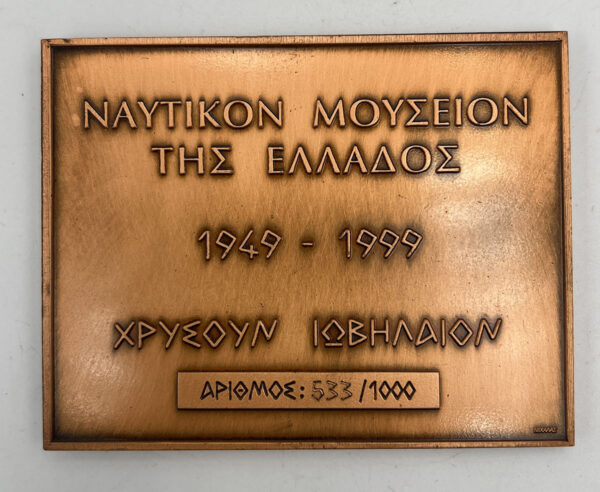 ΝΑΥΤΙΚΟΝ ΜΟΥΣΕΙΟΝ
ΤΗΣ ΕΛΛΑΔΟΣ
1949 - 1999
ΧΡΥΣΟΥΝ ΙΩΒΗΛΑΙΟΝ
ΑΡΙΘΜΟΣ: 533 /1000